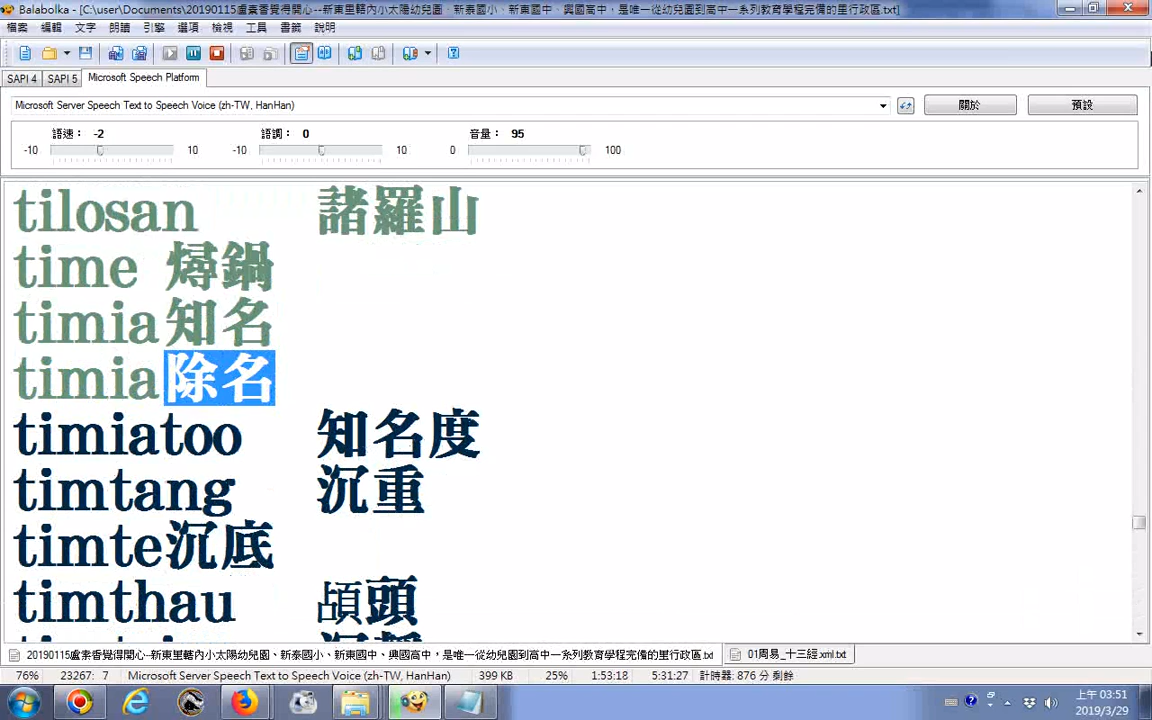 Balabolka - [C:\user\Documents\20190115盧素香覺得開心--新東里轄內小太陽幼兒園、新泰國小、新東國中、興國高中，是唯一從幼兒園到高中一系列教育學程完備的里行政區.txt]
檔案 編輯 文字 朗讀 引擎 選項 檢視 工具 書籤 說明
SAPI 4 SAPI 5 Microsoft Speech Platform
Microsoft Server Speech Text to Speech Voice (zh-TW, HanHan) 關於 預設
語速： -2 語調： 0 音量： 95
-10 10 -10 10 0 100
tilosan 諸羅山
time 燖鍋
timia 知名
timia 除名
timiatoo 知名度
timtang 沉重
timte 沉底
timthau 頕頭
20190115盧素香覺得開心--新東里轄內小太陽幼兒園、新泰國小、新東國中、興國高中，是唯一從幼兒園到高中一系列教育學程完備的里行政區.txt 01周易_十三經.xml.txt
76% 23267: 7 Microsoft Server Speech Text to Speech Voice (zh-TW, HanHan) 399 KB 25% 1:53:18 5:31:27 計時器: 876 分 剩餘
上午 03:51
2019/3/29